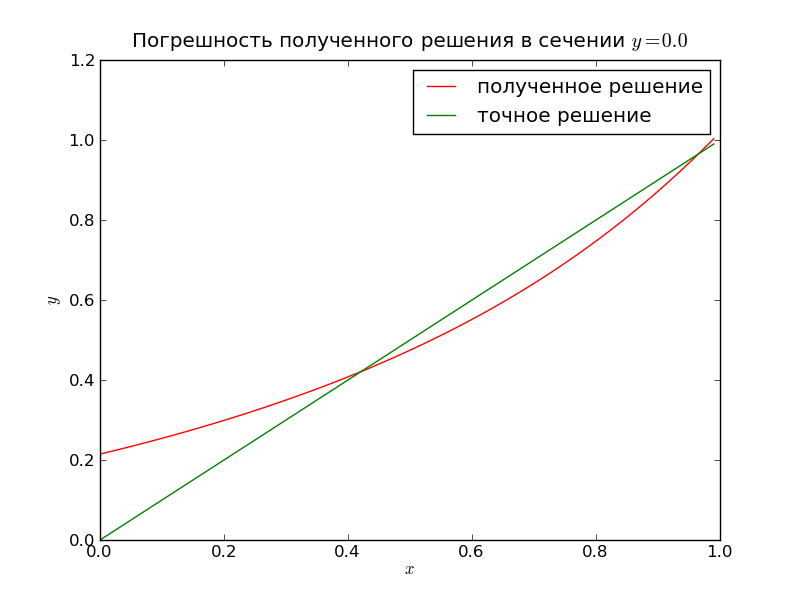 Погрешность полученного решения в сечении y=0.0
1.2
полученное решение
точное решение
1.0
0.8
0.6
y
0.4
0.2
0.0
0.0 0.2 0.4 0.6 0.8 1.0
x